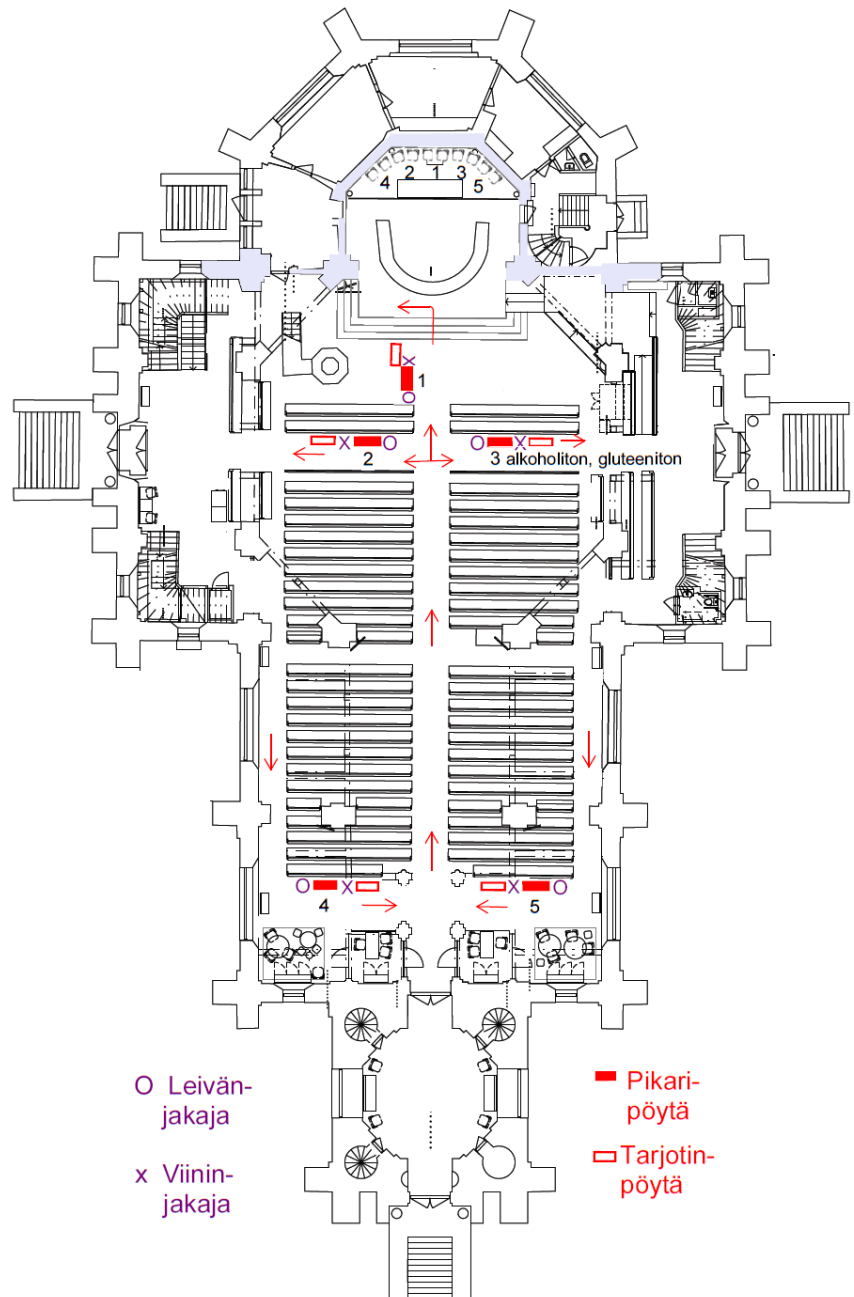 4 2 1 3 5
1
2
3 alkoholiton, gluteeniton
4
5
O Leivän-
jakaja
x Viinin-
jakaja
Pikari-
pöytä
Tarjotin-
pöytä